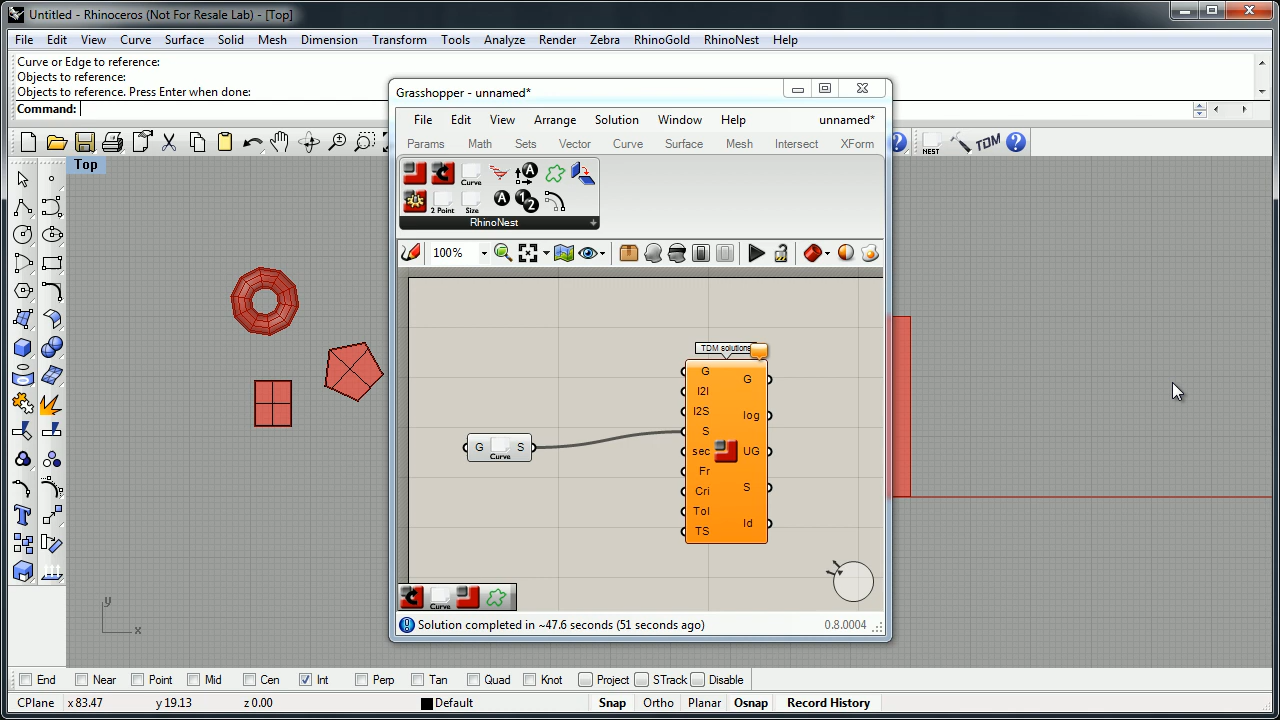 Untitled - Rhinoceros (Not For Resale Lab) - [Top]
File Edit View Curve Surface Solid Mesh Dimension Transform Tools Analyze Render Zebra RhinoGold RhinoNest Help
Curve or Edge to reference:
Objects to reference:
Objects to reference. Press Enter when done:
Command:
NEST TDM
Top
Grasshopper - unnamed*
File Edit View Arrange Solution Window Help unnamed*
Params Math Sets Vector Curve Surface Mesh Intersect XForm
Curve A
2 Point Size A 1 2
RhinoNest
100%
TDM solutions
G G
I2I
I2S log
S
sec UG
Fr
Cri S
Tol
TS Id
G Curve S
Curve
Solution completed in ~47.6 seconds (51 seconds ago) 0.8.0004
y
x
End Near Point Mid Cen Int Perp Tan Quad Knot Project STrack Disable
CPlane x 83.47 y 19.13 z 0.00 Default Snap Ortho Planar Osnap Record History